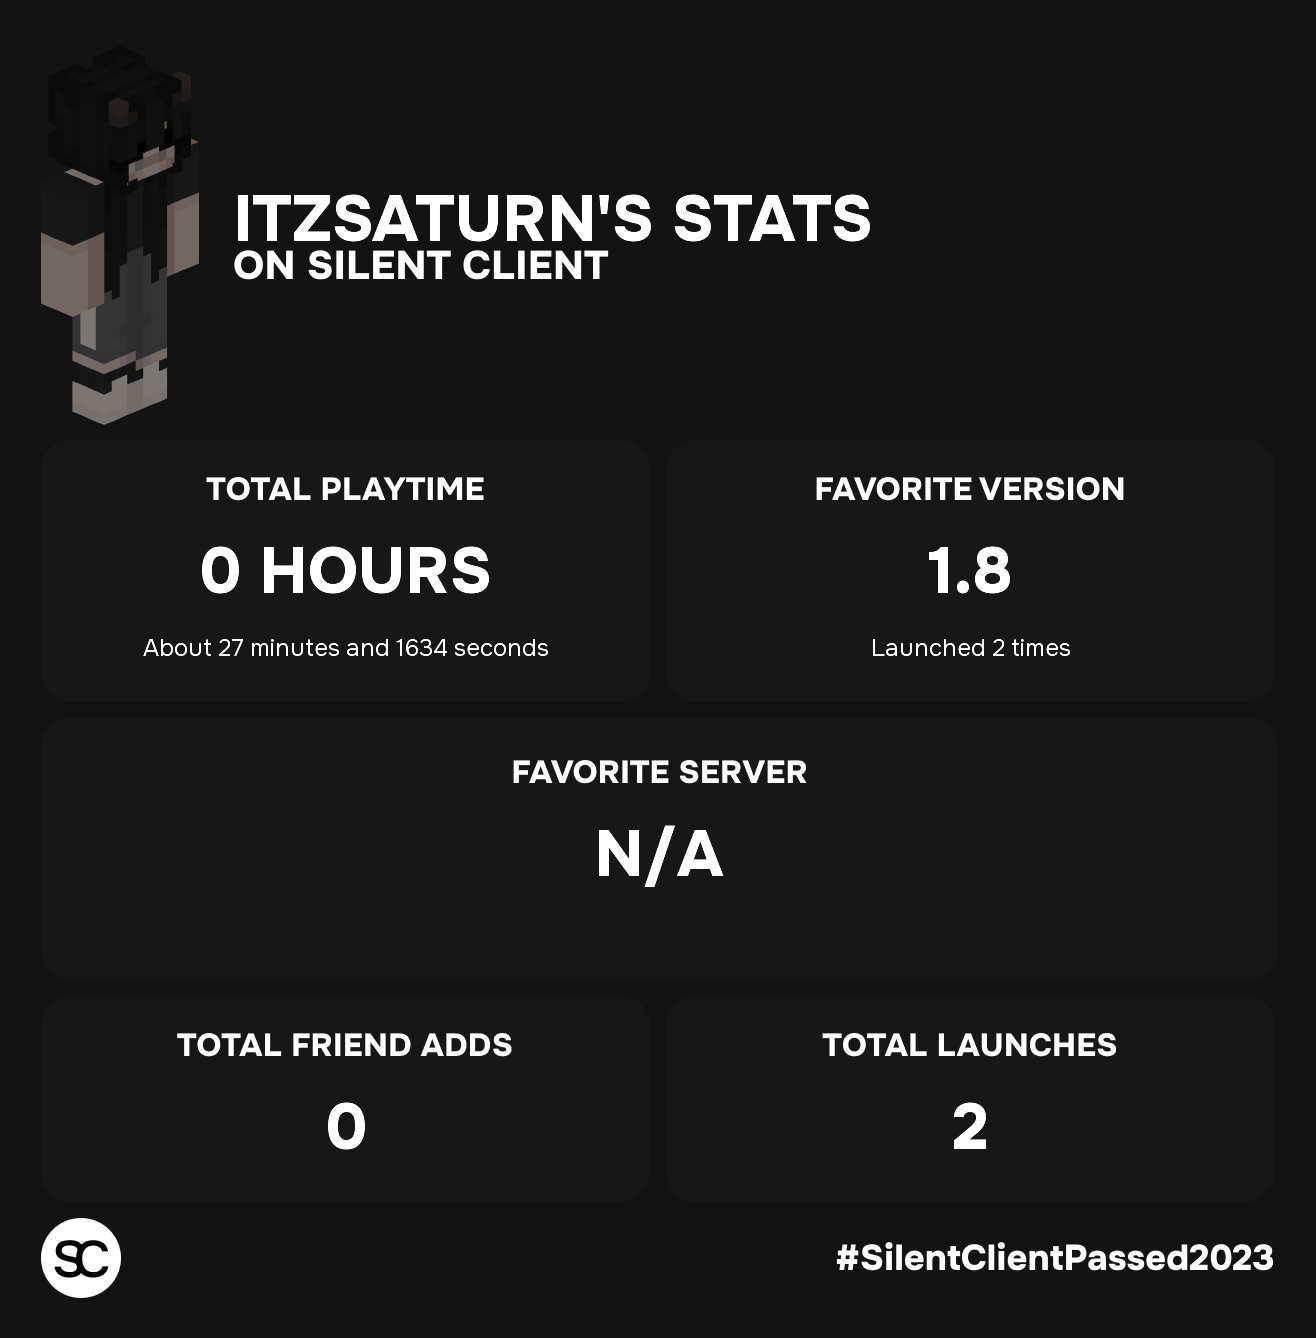 ITZSATURN'S STATS
ON SILENT CLIENT
TOTAL PLAYTIME
0 HOURS
About 27 minutes and 1634 seconds
FAVORITE VERSION
1.8
Launched 2 times
FAVORITE SERVER
N/A
TOTAL FRIEND ADDS
0
TOTAL LAUNCHES
2
SC
#SilentClientPassed2023